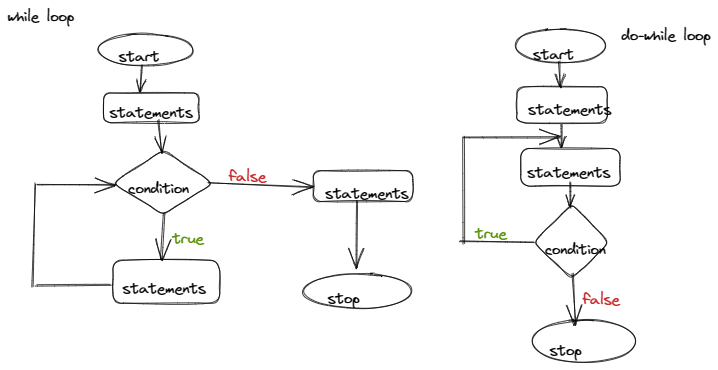 while loop
start
statements
condition
false
statements
true
statements
stop
do-while loop
start
statements
statements
true
condition
false
stop